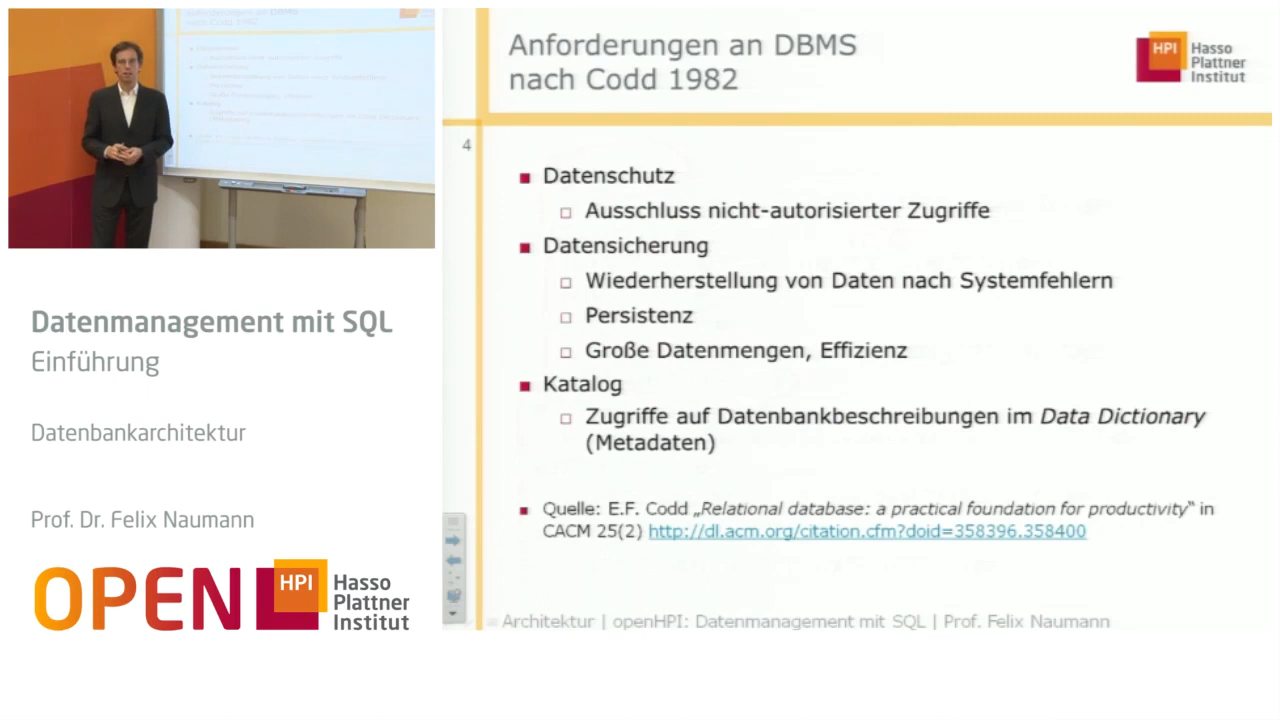 Anforderungen an DBMS
nach Codd 1982
HPI Hasso
Plattner
Institut
4
Datenschutz
Ausschluss nicht-autorisierter Zugriffe
Datensicherung
Wiederherstellung von Daten nach Systemfehlern
Persistenz
Große Datenmengen, Effizienz
Katalog
Zugriffe auf Datenbankbeschreibungen im Data Dictionary
(Metadaten)
Quelle: E.F. Codd „Relational database: a practical foundation for productivity“ in
CACM 25(2) http://dl.acm.org/citation.cfm?doid=358396.358400
Architektur | openHPI: Datenmanagement mit SQL | Prof. Felix Naumann
Datenmanagement mit SQL
Einführung
Datenbankarchitektur
Prof. Dr. Felix Naumann
OPEN HPI Hasso
Plattner
Institut